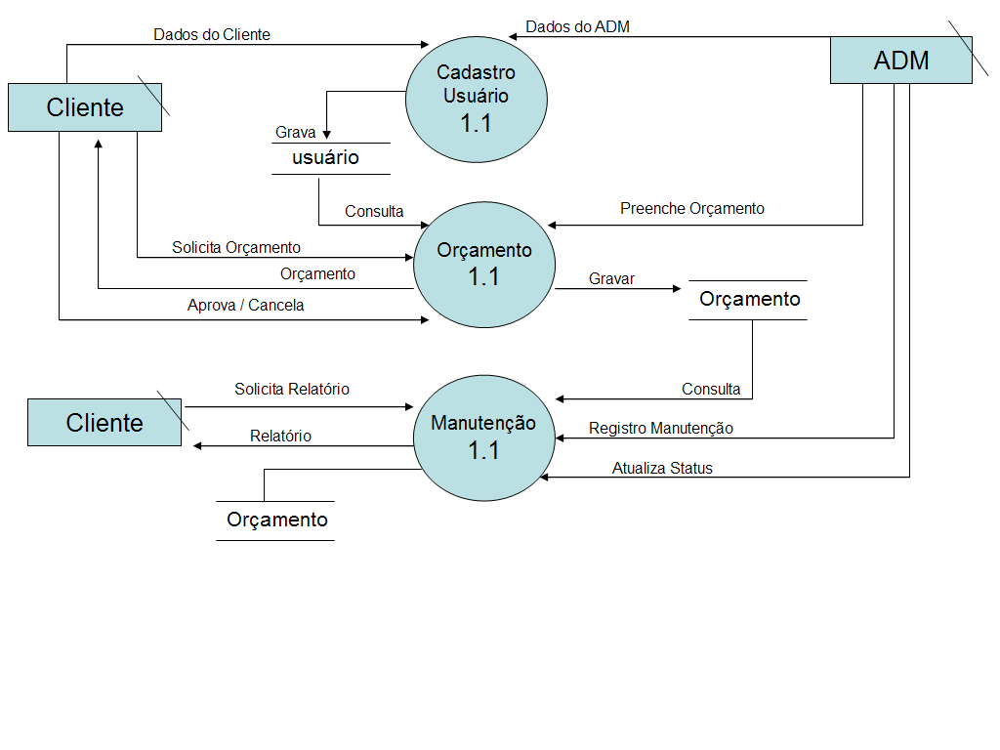 Dados do Cliente
Dados do ADM
ADM
Cliente
Cadastro
Usuário
1.1
Grava
usuário
Consulta
Preenche Orçamento
Solicita Orçamento
Orçamento
1.1
Orçamento
Gravar
Orçamento
Aprova / Cancela
Solicita Relatório
Consulta
Cliente
Manutenção
1.1
Registro Manutenção
Relatório
Atualiza Status
Orçamento